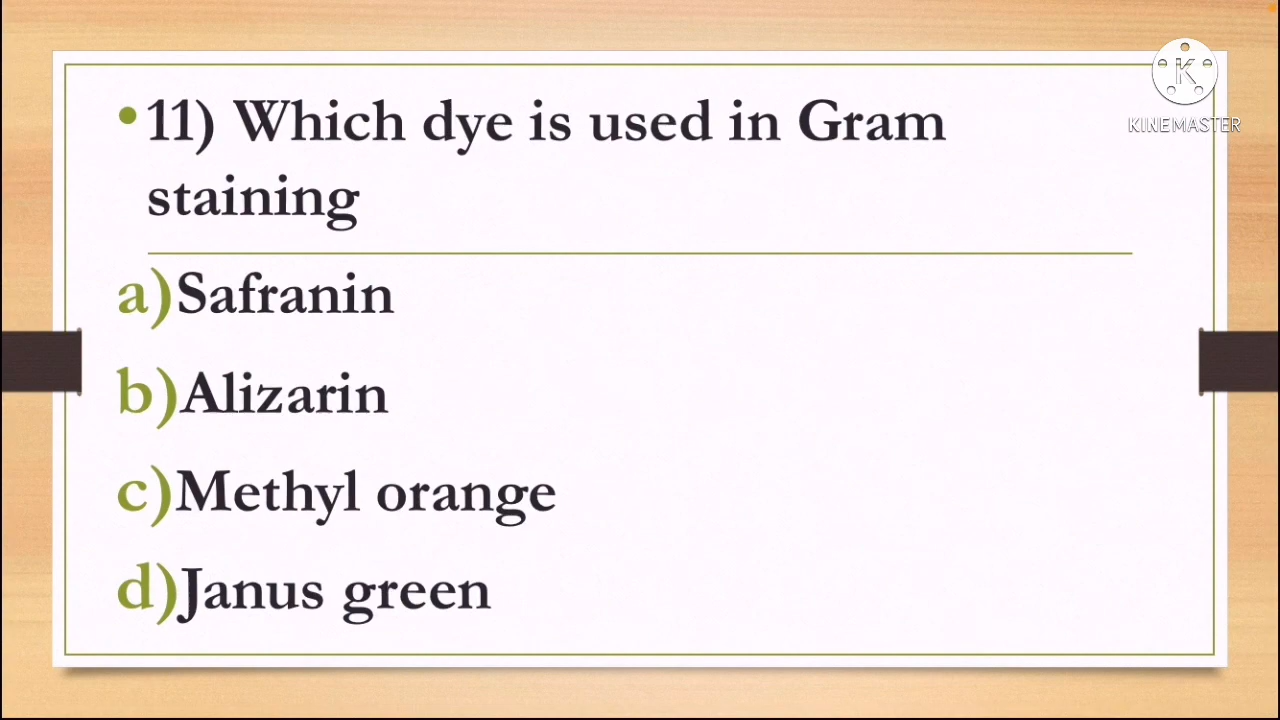 • 11) Which dye is used in Gram
staining
a)Safranin
b)Alizarin
c)Methyl orange
d)Janus green
K
KINEMASTER